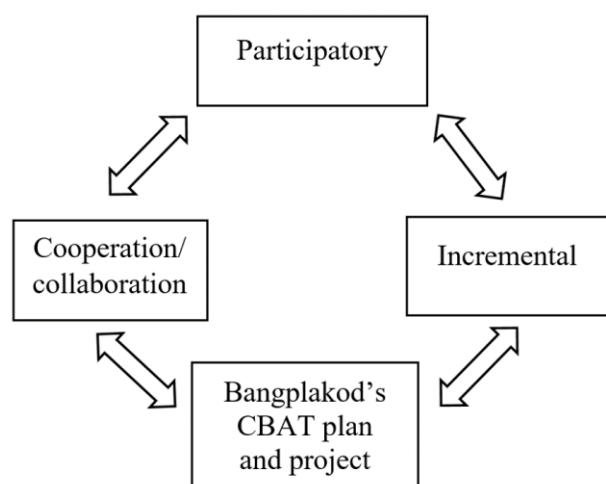 Participatory
Cooperation/
collaboration
Incremental
Bangplakod’s
CBAT plan
and project